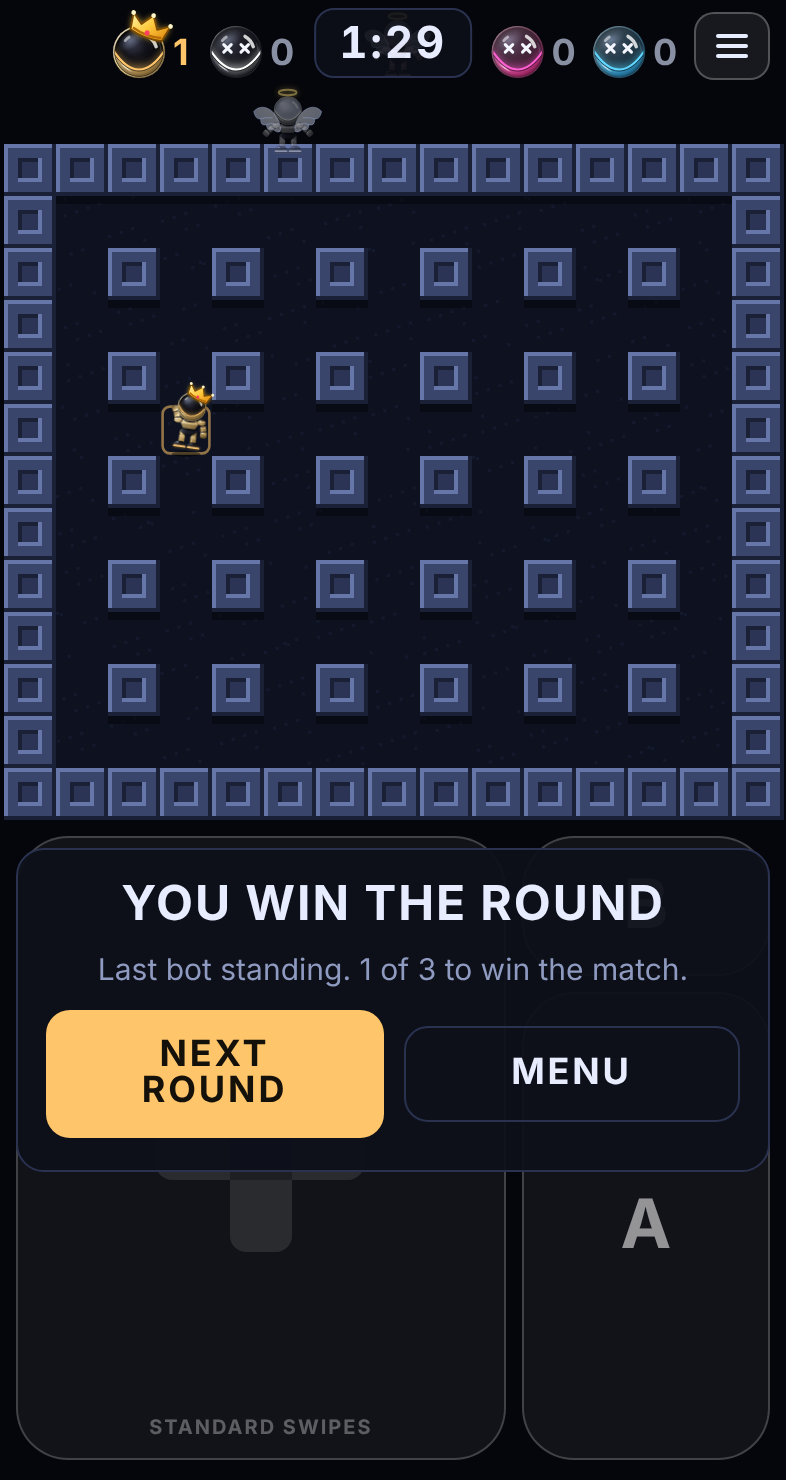 1 0 1:29 0 0
YOU WIN THE ROUND
Last bot standing. 1 of 3 to win the match.
NEXT
ROUND
MENU
A
STANDARD SWIPES